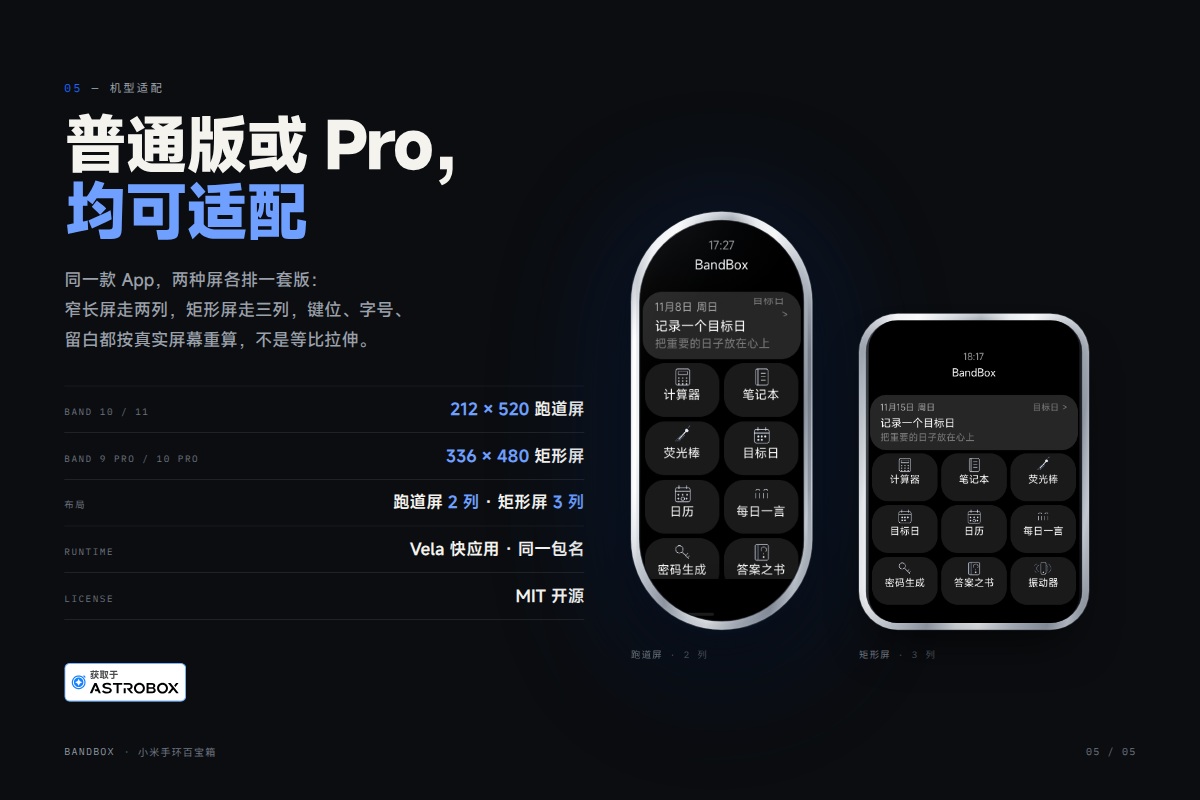 05 — 机型适配
普通版或 Pro，
均可适配
同一款 App，两种屏各排一套版：
窄长屏走两列，矩形屏走三列，键位、字号、
留白都按真实屏幕重算，不是等比拉伸。
BAND 10 / 11 212 × 520 跑道屏
BAND 9 PRO / 10 PRO 336 × 480 矩形屏
布局 跑道屏 2 列 · 矩形屏 3 列
RUNTIME Vela 快应用 · 同一包名
LICENSE MIT 开源
获取于
ASTROBOX
17:27
BandBox
11月8日 周日 目标日 >
记录一个目标日
把重要的日子放在心上
计算器 笔记本
荧光棒 目标日
日历 每日一言
密码生成 答案之书
跑道屏 · 2 列
18:17
BandBox
11月15日 周日 目标日 >
记录一个目标日
把重要的日子放在心上
计算器 笔记本 荧光棒
目标日 日历 每日一言
密码生成 答案之书 振动器
矩形屏 · 3 列
BANDBOX · 小米手环百宝箱
05 / 05